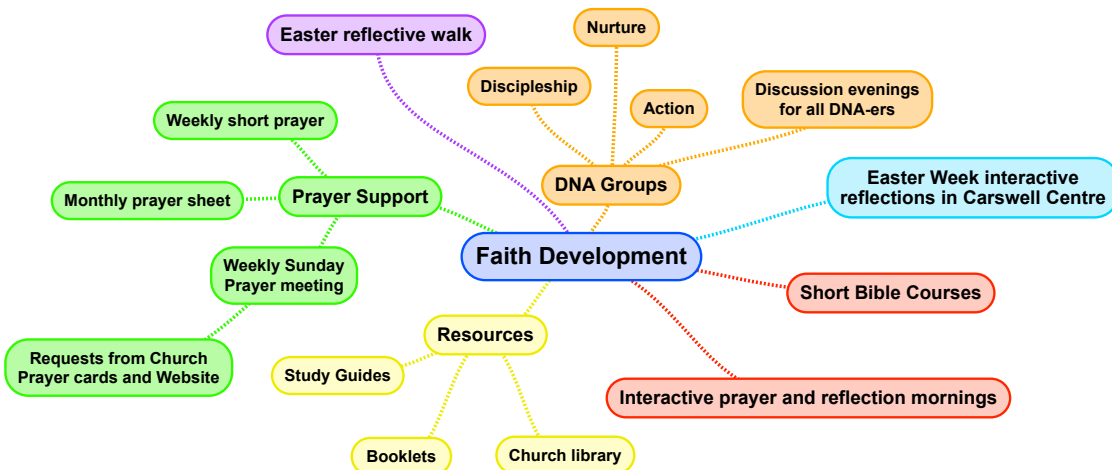 Easter reflective walk
Nurture
Discipleship
Action
Discussion evenings
for all DNA-ers
Weekly short prayer
DNA Groups
Easter Week interactive
reflections in Carswell Centre
Monthly prayer sheet
Prayer Support
Faith Development
Weekly Sunday
Prayer meeting
Short Bible Courses
Resources
Requests from Church
Prayer cards and Website
Study Guides
Interactive prayer and reflection mornings
Booklets
Church library